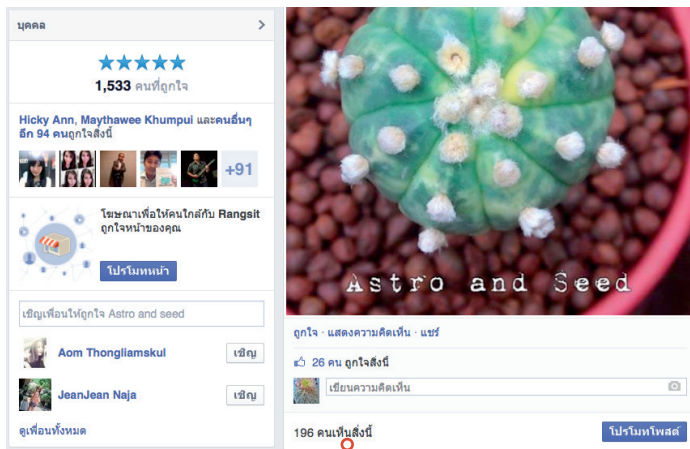 บุคคล
1,533 คนที่ถูกใจ
Hicky Ann, Maythawee Khumpui และคนอื่นๆ
อีก 94 คนถูกใจสิ่งนี้
+91
โฆษณาเพื่อให้คนใกล้กับ Rangsit
ถูกใจหน้าของคุณ
โปรโมทหน้า
เชิญเพื่อนให้ถูกใจ Astro and seed
Aom Thongliamskul
เชิญ
JeanJean Naja
เชิญ
ดูเพื่อนทั้งหมด
Astro and Seed
ถูกใจ · แสดงความคิดเห็น · แชร์
26 คน ถูกใจสิ่งนี้
เขียนความคิดเห็น
196 คนเห็นสิ่งนี้
โปรโมทโพสต์